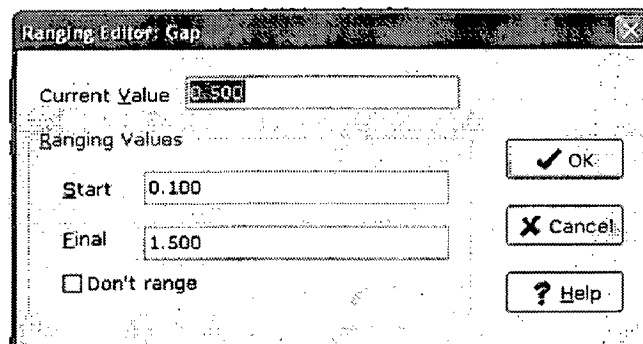 Ranging Editor: Gap
Current Value 0.500
Ranging Values
Start 0.100
Final 1.500
Don't range
OK
Cancel
Help